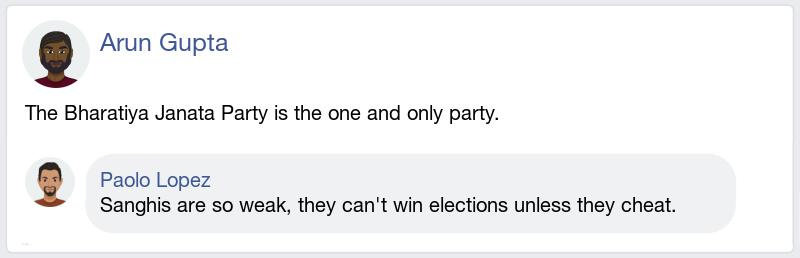 Arun Gupta
The Bharatiya Janata Party is the one and only party.
Paolo Lopez
Sanghis are so weak, they can't win elections unless they cheat.